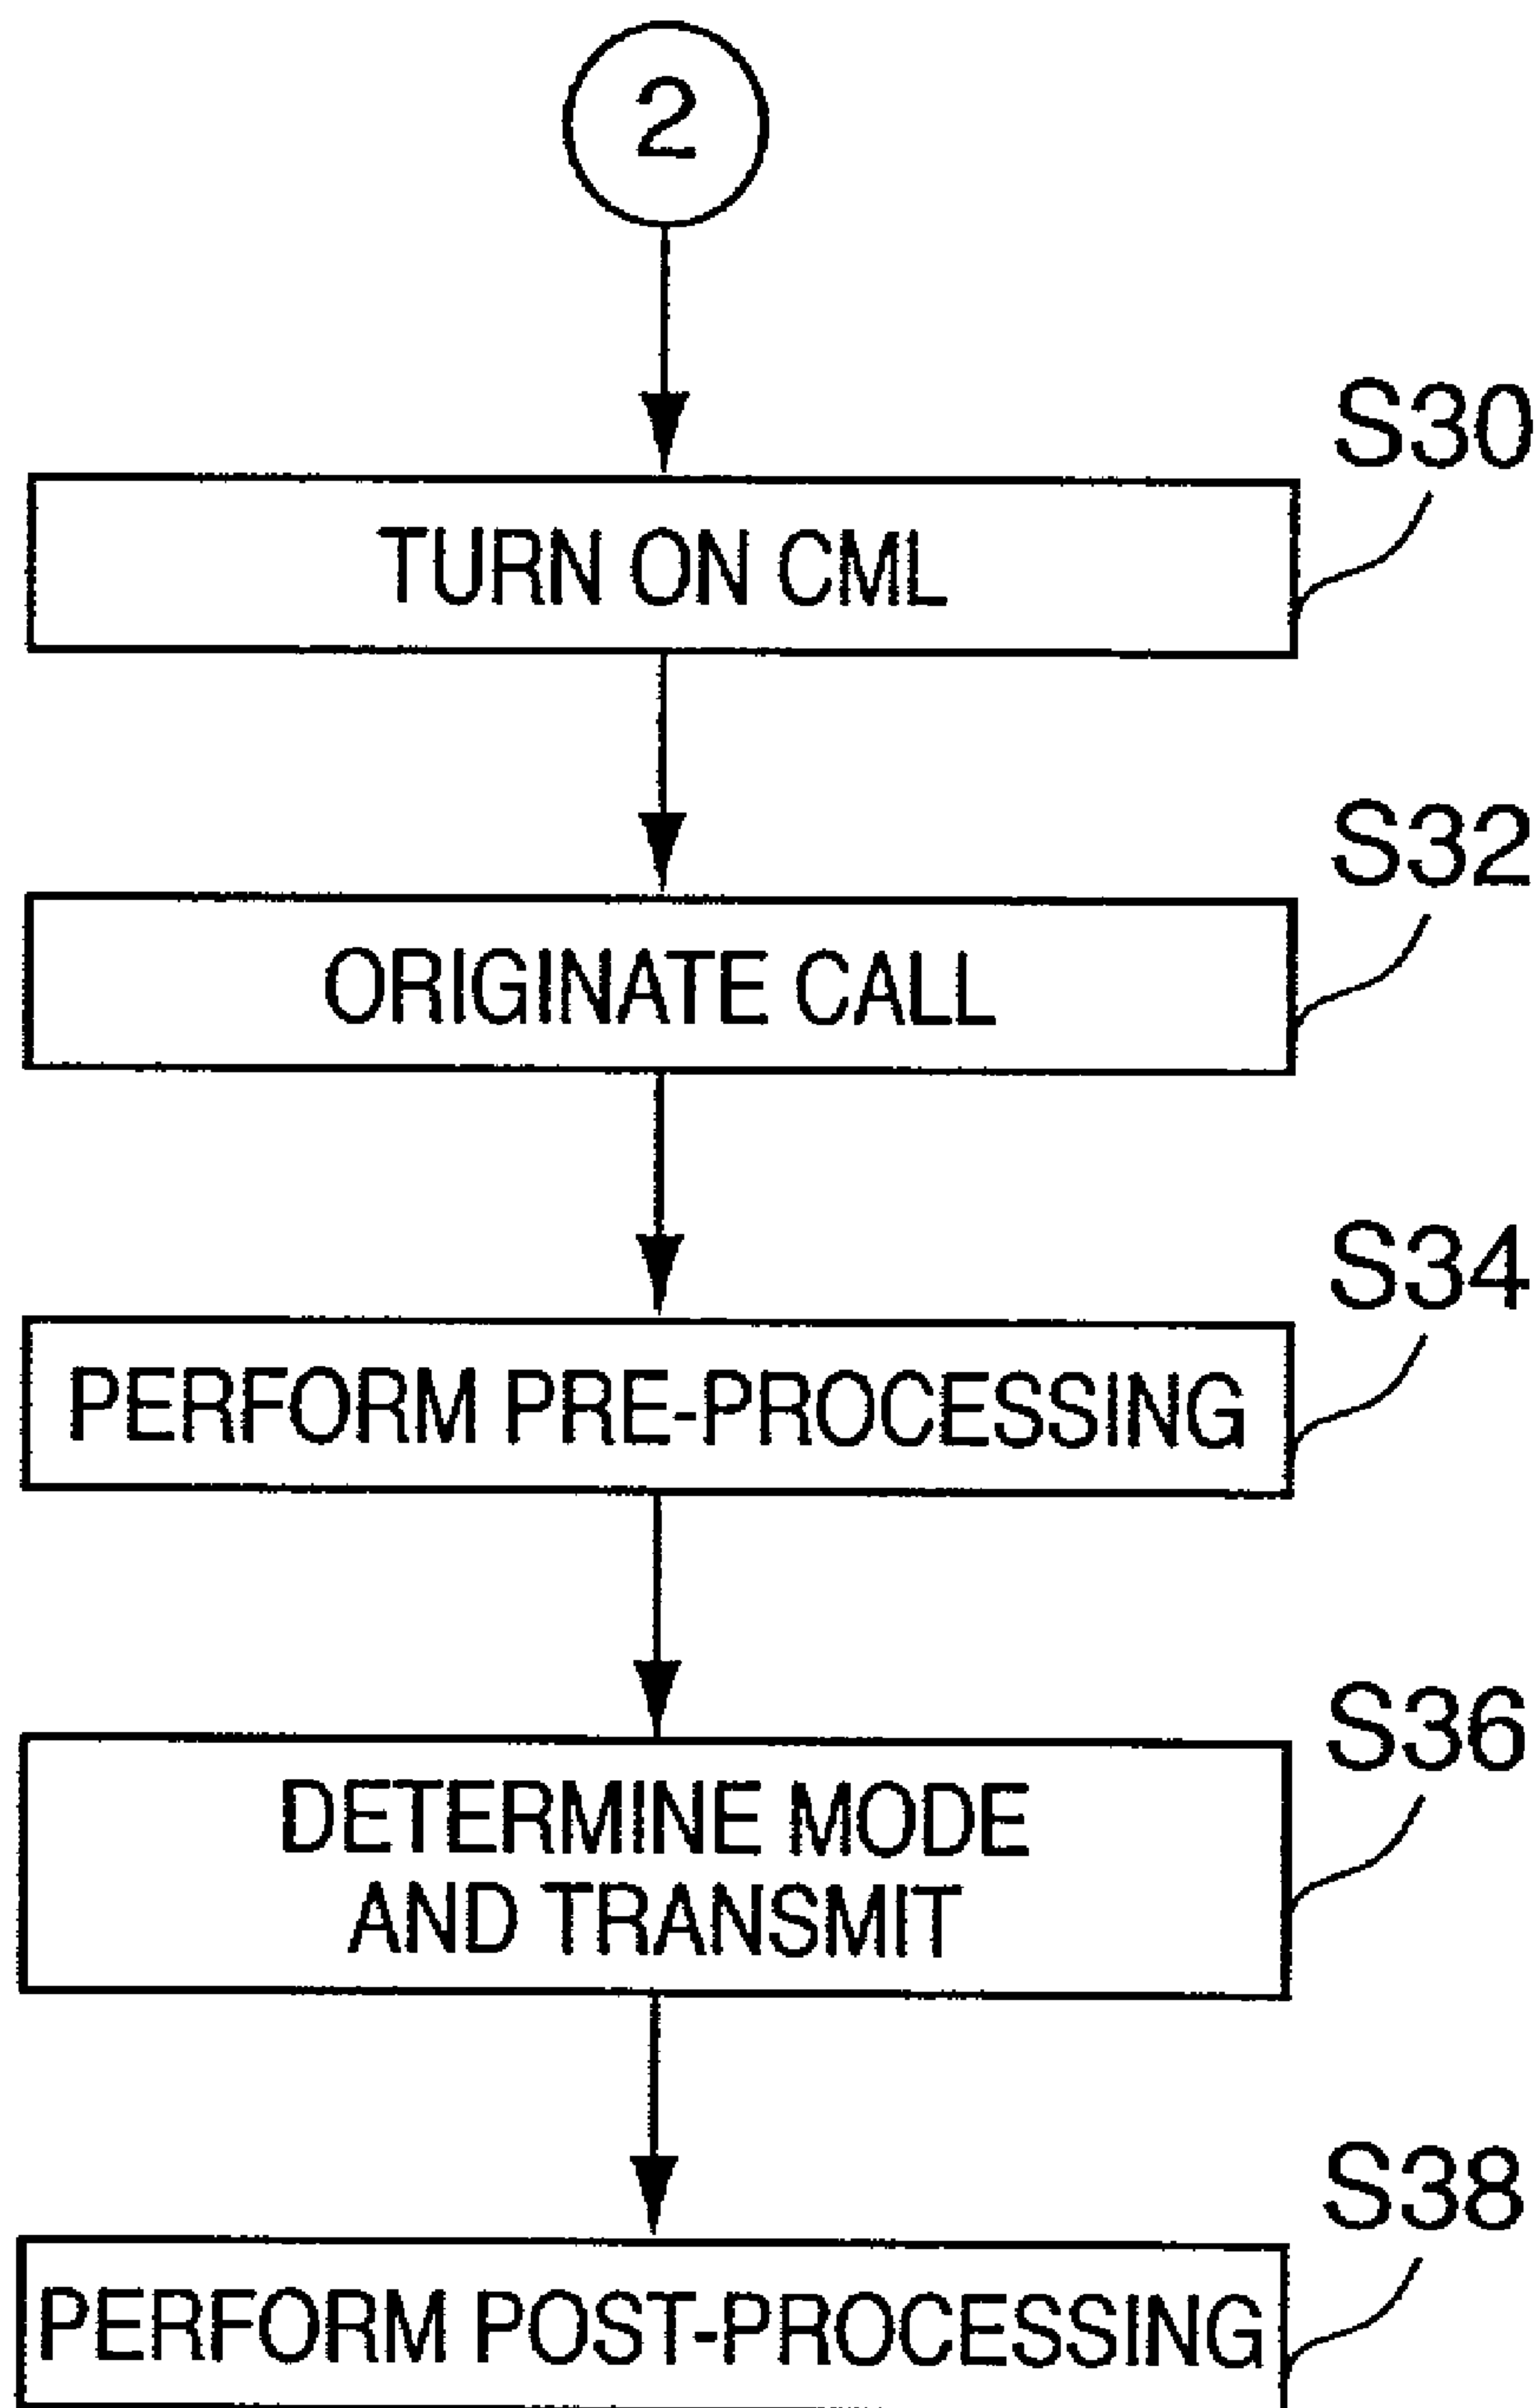 2
S30
TURN ON CML
S32
ORIGINATE CALL
S34
PERFORM PRE-PROCESSING
S36
DETERMINE MODE
AND TRANSMIT
S38
PERFORM POST-PROCESSING